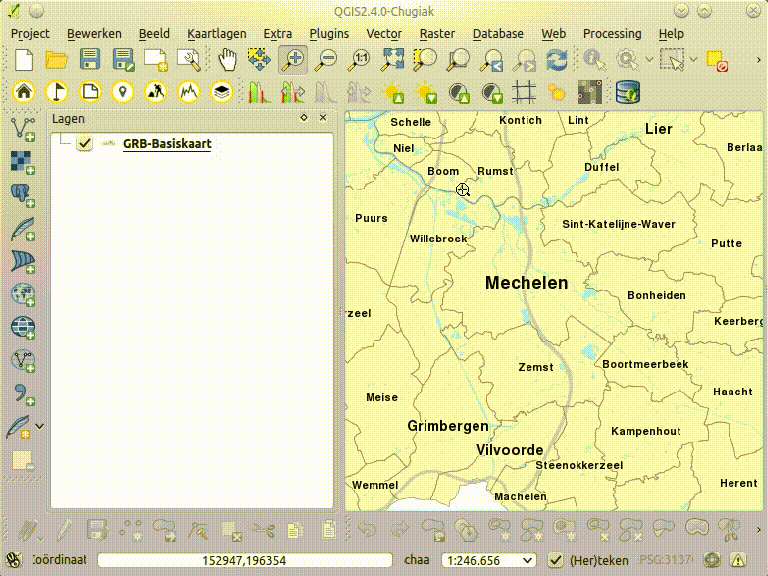 QGIS2.4.0-Chugiak
Project Bewerken Beeld Kaartlagen Extra Plugins Vector Raster Database Web Processing Help
1:1
Lagen
GRB-Basiskaart
Schelle
Kontich
Lint
Lier
Niel
Berlaa
Boom
Rumst
Duffel
Puurs
Sint-Katelijne-Waver
Willebroek
Putte
Mechelen
Bonheiden
rzeel
Keerberg
Zemst
Boortmeerbeek
Meise
Haacht
Grimbergen
Kampenhout
Vilvoorde
Steenokkerzeel
Wemmel
Machelen
Herent
Coördinaat 152947,196354 chaa 1:246.656 (Her)teken PSG:3137